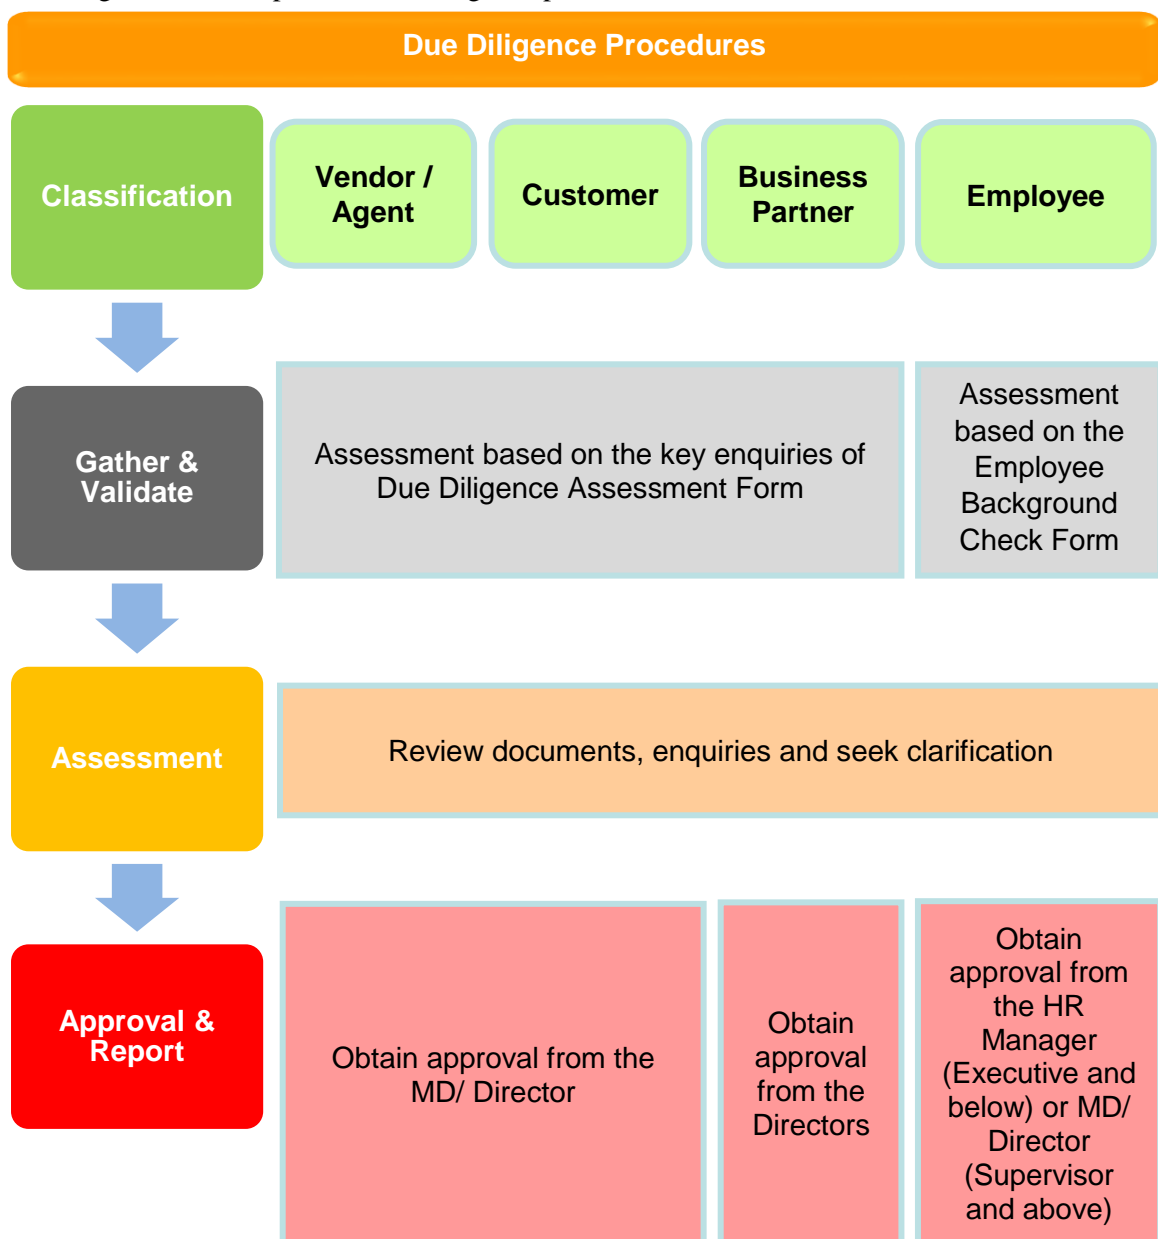 Due Diligence Procedures
Classification
Vendor /
Agent
Customer
Business
Partner
Employee
Gather &
Validate
Assessment based on the key enquiries of
Due Diligence Assessment Form
Assessment
based on the
Employee
Background
Check Form
Assessment
Review documents, enquiries and seek clarification
Approval &
Report
Obtain approval from the
MD/ Director
Obtain
approval
from the
Directors
Obtain
approval from
the HR
Manager
(Executive and
below) or MD/
Director
(Supervisor
and above)